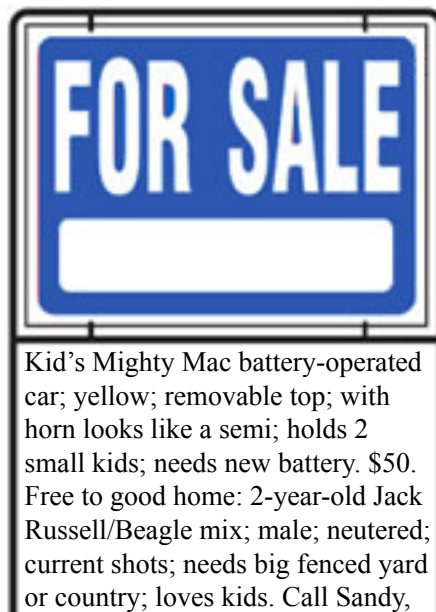 FOR SALE
Kid's Mighty Mac battery-operated
car; yellow; removable top; with
horn looks like a semi; holds 2
small kids; needs new battery. $50.
Free to good home: 2-year-old Jack
Russell/Beagle mix; male; neutered;
current shots; needs big fenced yard
or country; loves kids. Call Sandy,